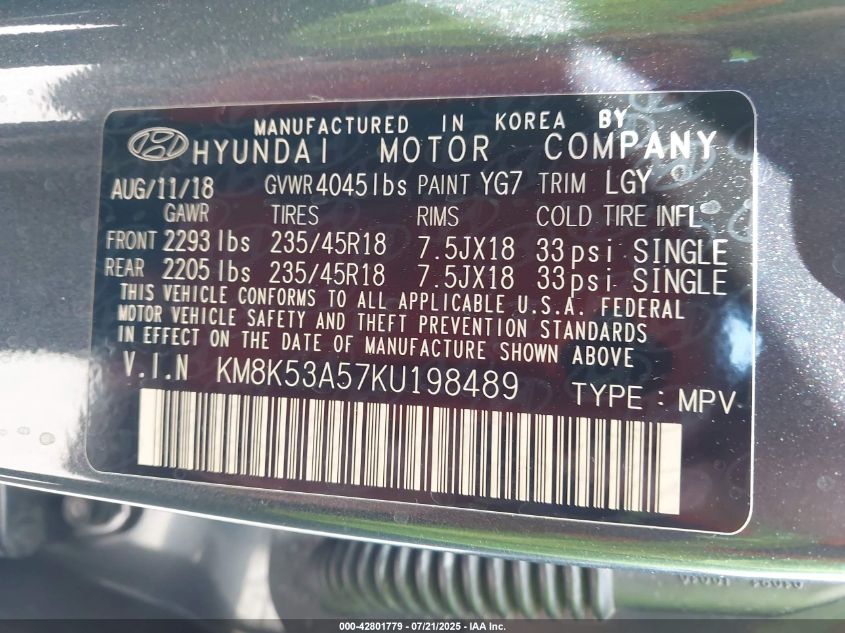 MANUFACTURED IN KOREA BY
HYUNDAI MOTOR COMPANY
AUG/11/18 GVWR 4045lbs PAINT YG7 TRIM LGY
GAWR TIRES RIMS COLD TIRE INFL
FRONT 2293 lbs 235/45R18 7.5JX18 33psi SINGLE
REAR 2205 lbs 235/45R18 7.5JX18 33psi SINGLE
THIS VEHICLE CONFORMS TO ALL APPLICABLE U.S.A. FEDERAL
MOTOR VEHICLE SAFETY AND THEFT PREVENTION STANDARDS
IN EFFECT ON THE DATE OF MANUFACTURE SHOWN ABOVE.
V.I.N KM8K53A57KU198489 TYPE : MPV
000-42801779 - 07/21/2025 - IAA Inc.